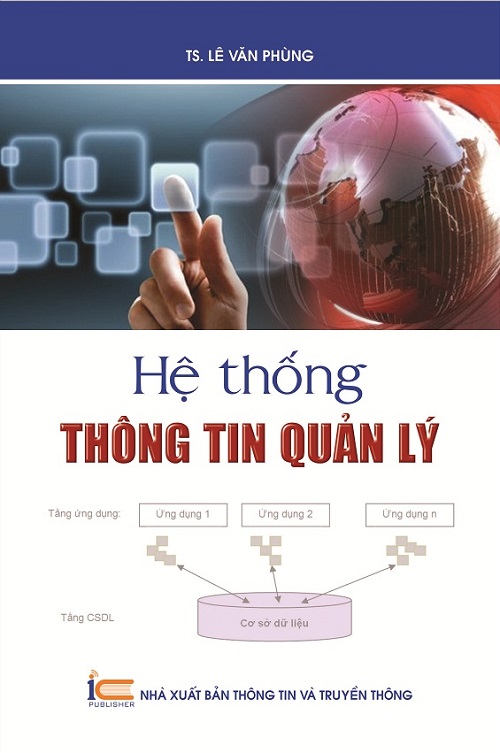 TS. LÊ VĂN PHÙNG
Hệ thống
THÔNG TIN QUẢN LÝ
Tầng ứng dụng:
Ứng dụng 1
Ứng dụng 2
Ứng dụng n
Tầng CSDL
Cơ sở dữ liệu
ic
PUBLISHER
NHÀ XUẤT BẢN THÔNG TIN VÀ TRUYỀN THÔNG